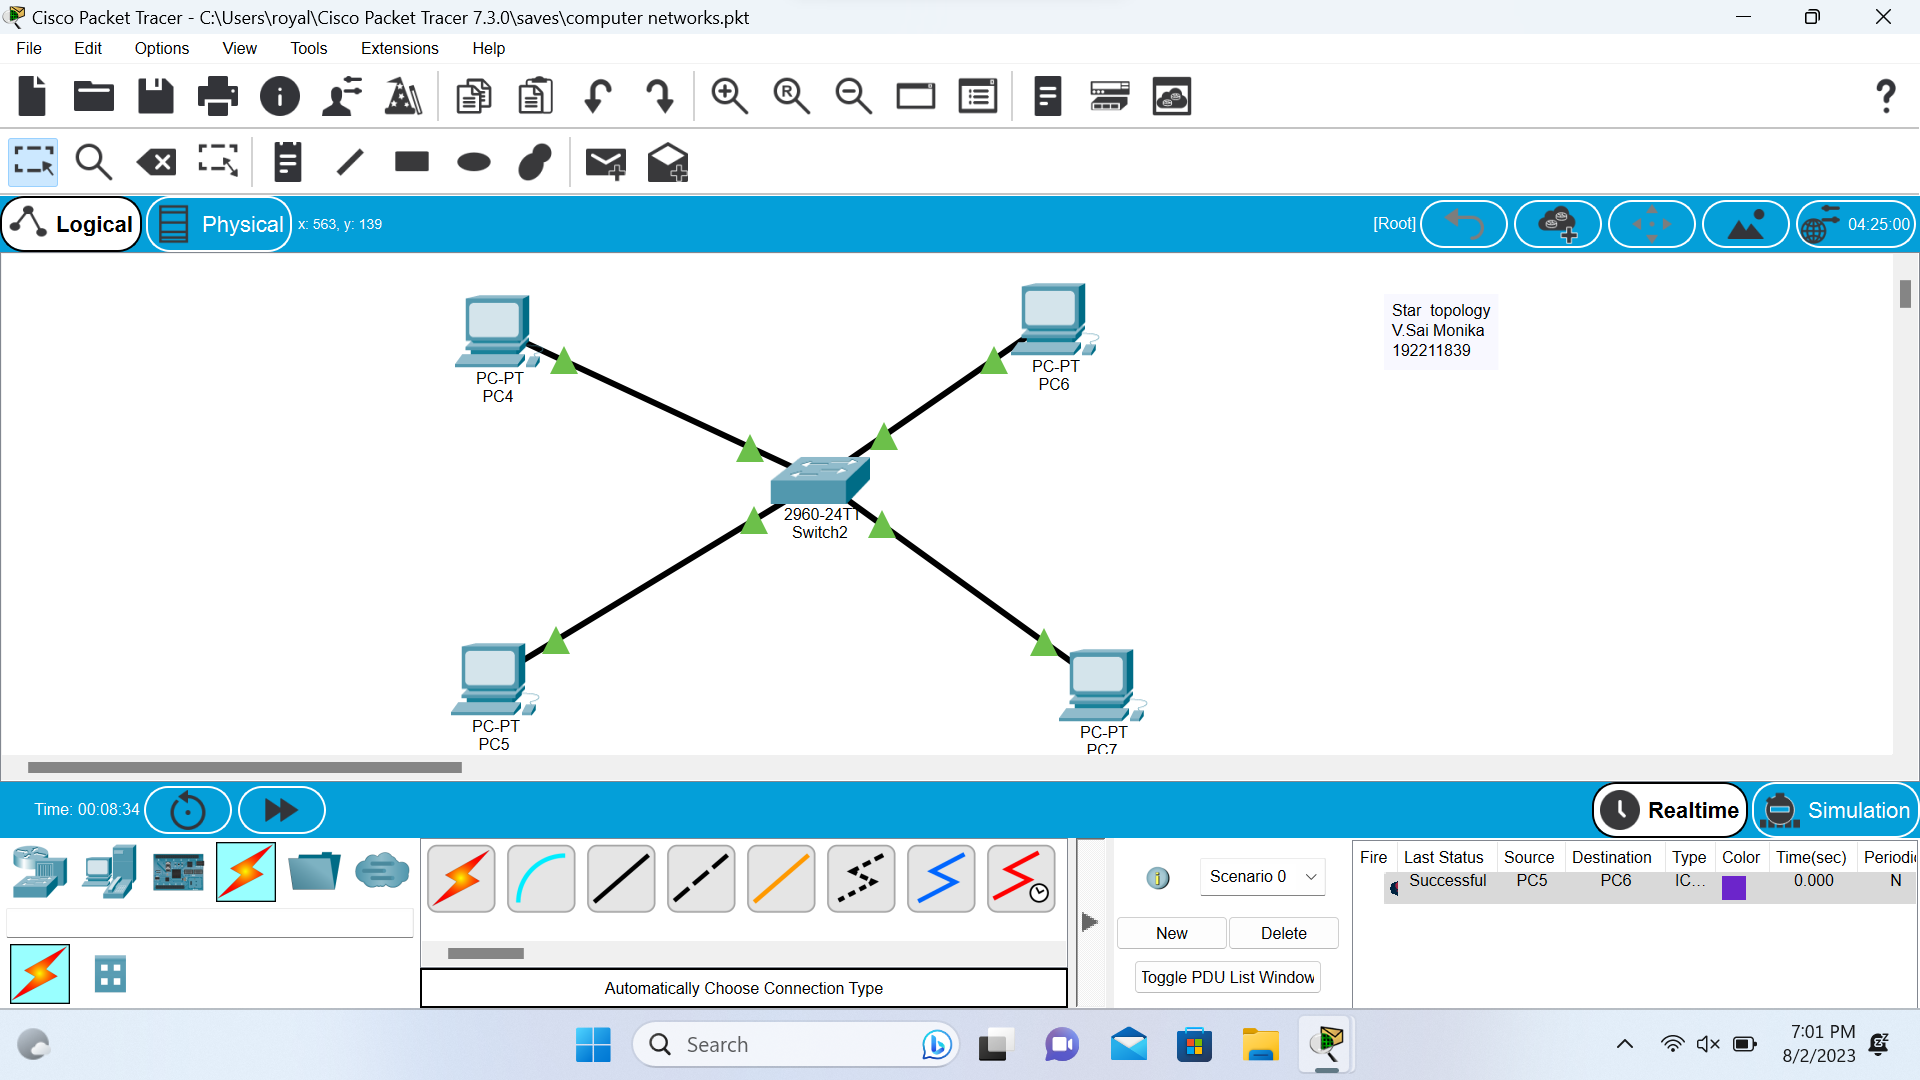 Cisco Packet Tracer - C:\Users\royal\Cisco Packet Tracer 7.3.0\saves\computer networks.pkt
File Edit Options View Tools Extensions Help
Logical Physical x: 563, y: 139 [Root] 04:25:00
Star topology
V.Sai Monika
192211839
PC-PT
PC4
PC-PT
PC6
2960-24TT
Switch2
PC-PT
PC5
PC-PT
PC7
Time: 00:08:34 Realtime Simulation
Scenario 0
New Delete
Toggle PDU List Window
Fire Last Status Source Destination Type Color Time(sec) Periodic
Successful PC5 PC6 IC... 0.000 N
Automatically Choose Connection Type
Search
7:01 PM
8/2/2023